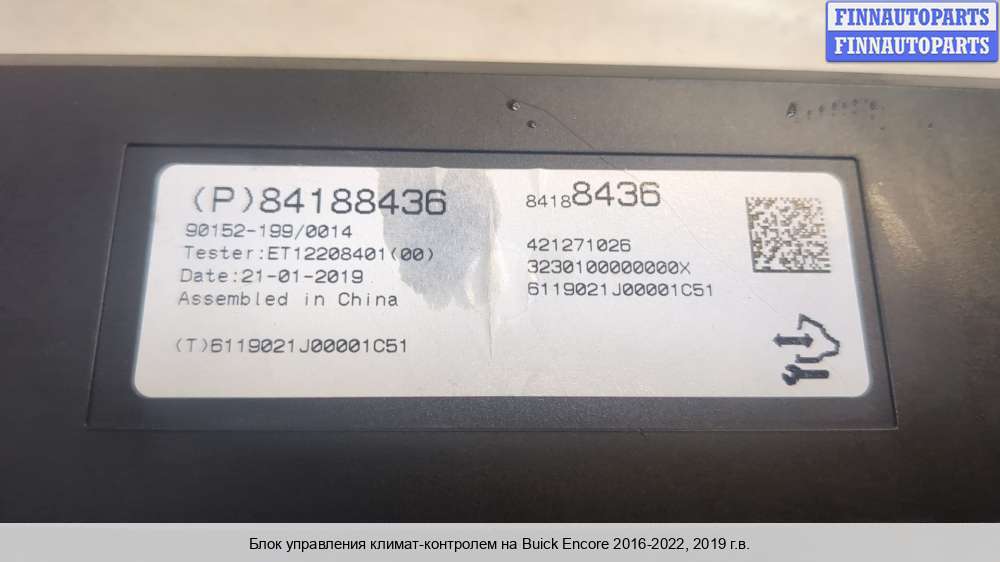 FINNAUTOPARTS
FINNAUTOPARTS
(P)84188436
90152-199/0014
Tester:ET12208401(00)
Date:21-01-2019
Assembled in China
(T)6119021J00001C51
84188436
421271026
3230100000000X
6119021J00001C51
Блок управления климат-контролем на Buick Encore 2016-2022, 2019 г.в.